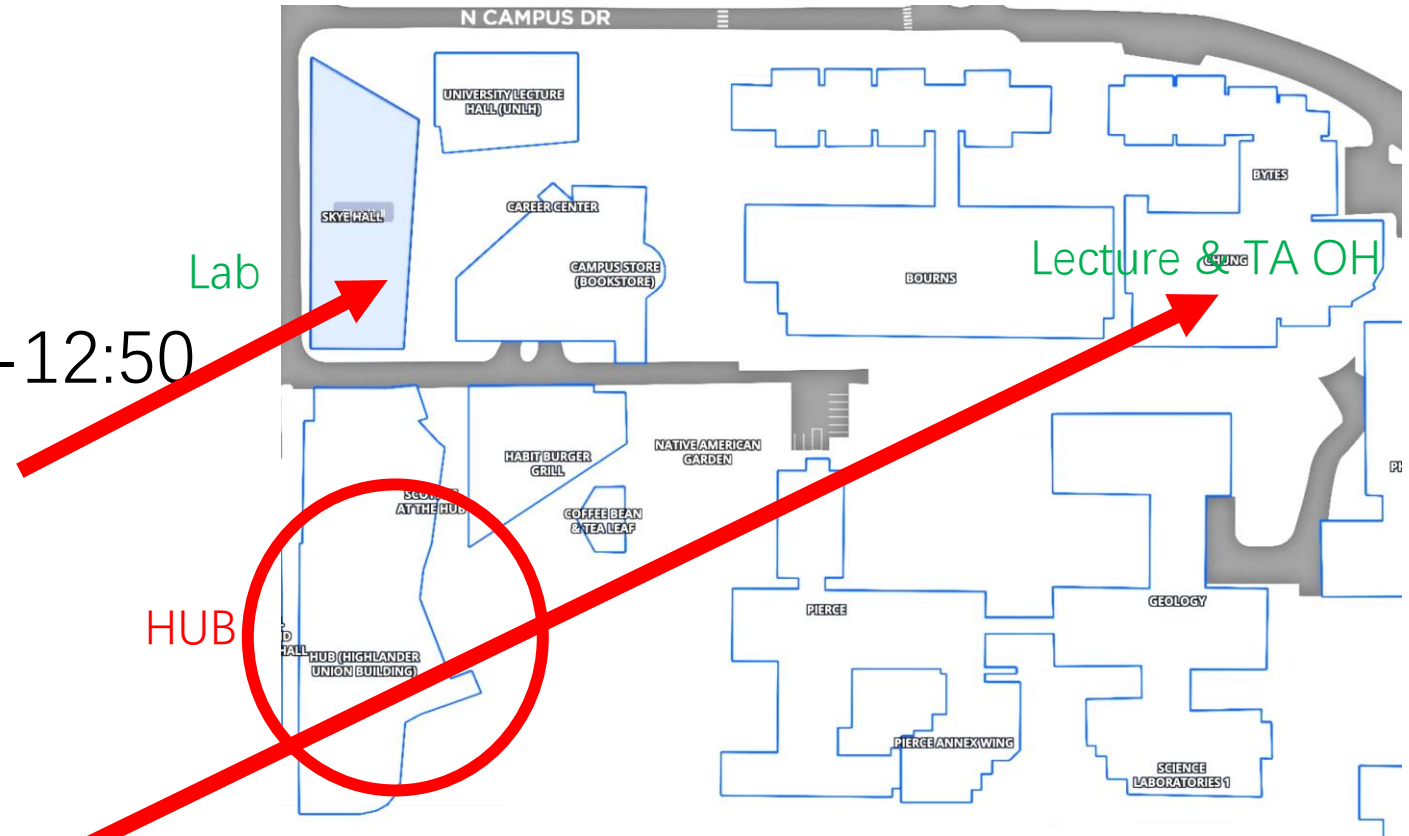 N CAMPUS DR
UNIVERSITY LECTURE
HALL (UNLH)
BYTES
SKYE HALL
CAREER CENTER
Lab
CAMPUS STORE
(BOOKSTORE)
BOURNS
Lecture & TA OH
CHUNG
-12:50
HABIT BURGER
GRILL
NATIVE AMERICAN
GARDEN
AT THE HUB
COFFEE BEAN
& TEA LEAF
PIERCE
GEOLOGY
HUB
HALL
HUB (HIGHLANDER
UNION BUILDING)
PIERCE ANNEX WING
SCIENCE
LABORATORIES 1